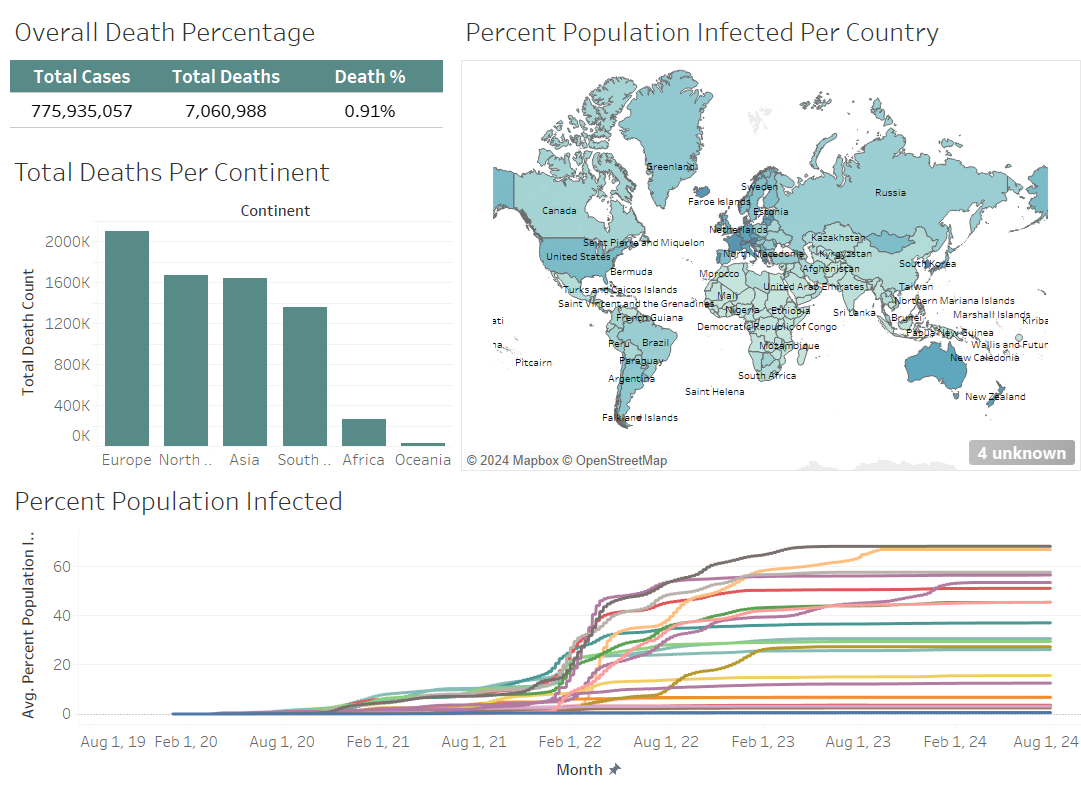 Overall Death Percentage
Total Cases Total Deaths Death %
775,935,057 7,060,988 0.91%
Total Deaths Per Continent
Continent
Total Death Count
2000K
1600K
1200K
800K
400K
0K
Europe North .. Asia South .. Africa Oceania
Percent Population Infected Per Country
Greenland
Sweden
Russia
Faroe Islands
Canada
Estonia
Netherlands
Kazakhstan
Saint Pierre and Miquelon
United States
North Macedonia
Kyrgyzstan
South Korea
Afghanistan
Bermuda
Morocco
Turks and Caicos Islands
United Arab Emirates
Taiwan
Mali
Saint Vincent and the Grenadines
Northern Mariana Islands
Nigeria
Ethiopia
Sri Lanka
Marshall Islands
French Guiana
Brunei
ati
Kiriba
Democratic Republic of Congo
Papua New Guinea
na
Peru
Brazil
Mozambique
Wallis and Futur
Pitcairn
Paraguay
New Caledonia
Argentina
South Africa
Saint Helena
New Zealand
Falkland Islands
© 2024 Mapbox © OpenStreetMap
4 unknown
Percent Population Infected
Avg. Percent Population I..
60
40
20
0
Aug 1, 19 Feb 1, 20 Aug 1, 20 Feb 1, 21 Aug 1, 21 Feb 1, 22 Aug 1, 22 Feb 1, 23 Aug 1, 23 Feb 1, 24 Aug 1, 24
Month